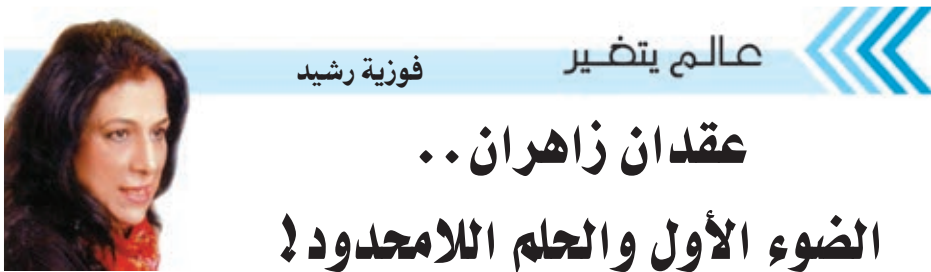 عالم يتغير
فوزية رشيد
عقدان زاهران..
الضوء الأول والحلم اللامحدود!